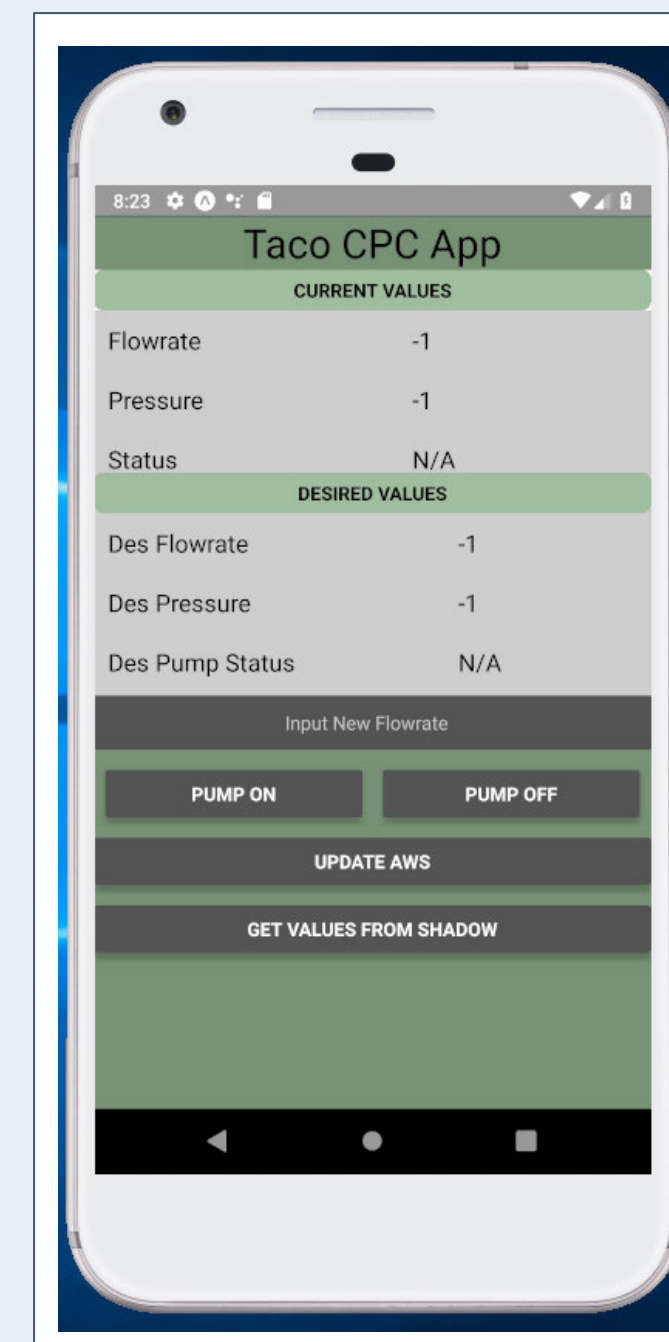 8:23
Taco CPC App
CURRENT VALUES
Flowrate -1
Pressure -1
Status N/A
DESIRED VALUES
Des Flowrate -1
Des Pressure -1
Des Pump Status N/A
Input New Flowrate
PUMP ON PUMP OFF
UPDATE AWS
GET VALUES FROM SHADOW